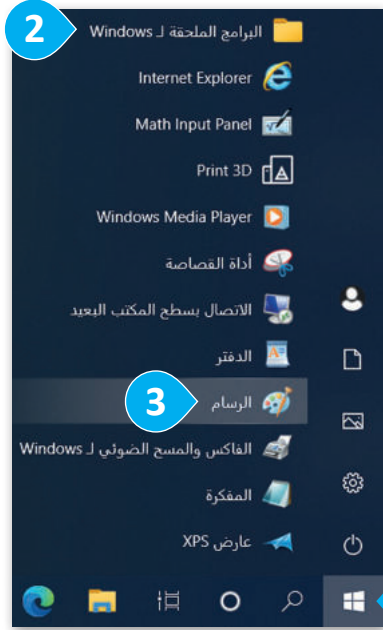 2
البرامج الملحقة لـ Windows
Internet Explorer
Math Input Panel
Print 3D
Windows Media Player
أداة القصاصة
الاتصال بسطح المكتب البعيد
الدفتر
3
الرسام
الفاكس والمسح الضوئي لـ Windows
المفكرة
عارض XPS